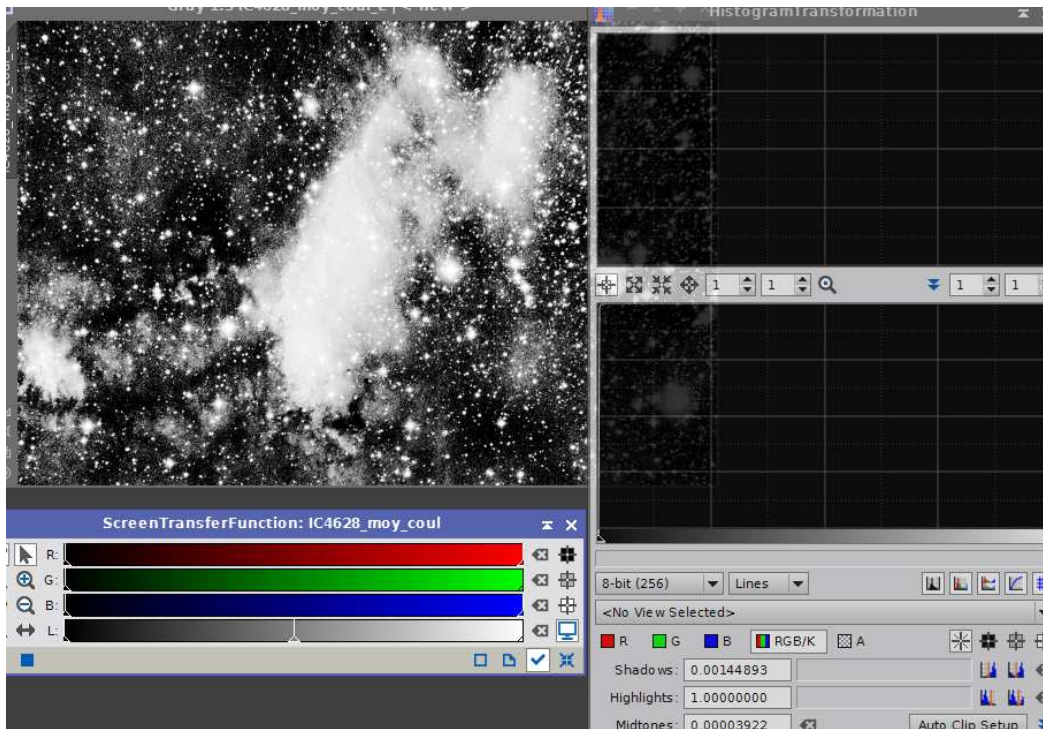 HistogramTransformation
1 1 1 1
ScreenTransferFunction: IC4628_moy_coul
R:
G:
B:
L:
8-bit (256) Lines
<No View Selected>
R G B RGB/K A
Shadows: 0.00144893
Highlights: 1.00000000
Midtones: 0.00003922 Auto Clip Setup